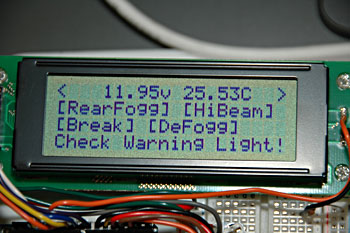 < 11.95v 25.53C >
[RearFogg] [HiBeam]
[Break] [DeFogg]
Check Warning Light!